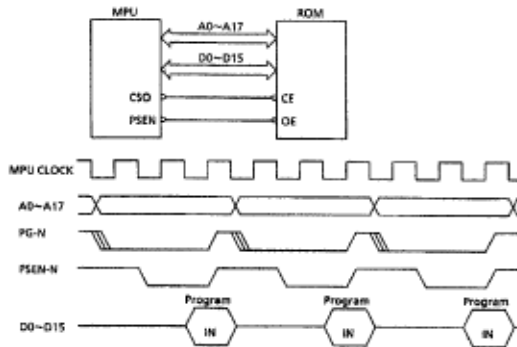 MPU ROM
A0~A17
D0~D15
CSO CE
PSEN OE
MPU CLOCK
A0~A17
PG-N
PSEN-N
Program Program Program
D0~D15 IN IN IN